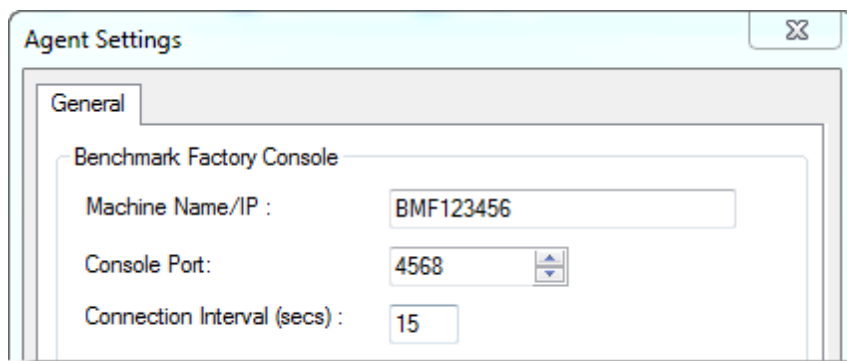 Agent Settings
General
Benchmark Factory Console
Machine Name/IP : BMF123456
Console Port: 4568
Connection Interval (secs) : 15